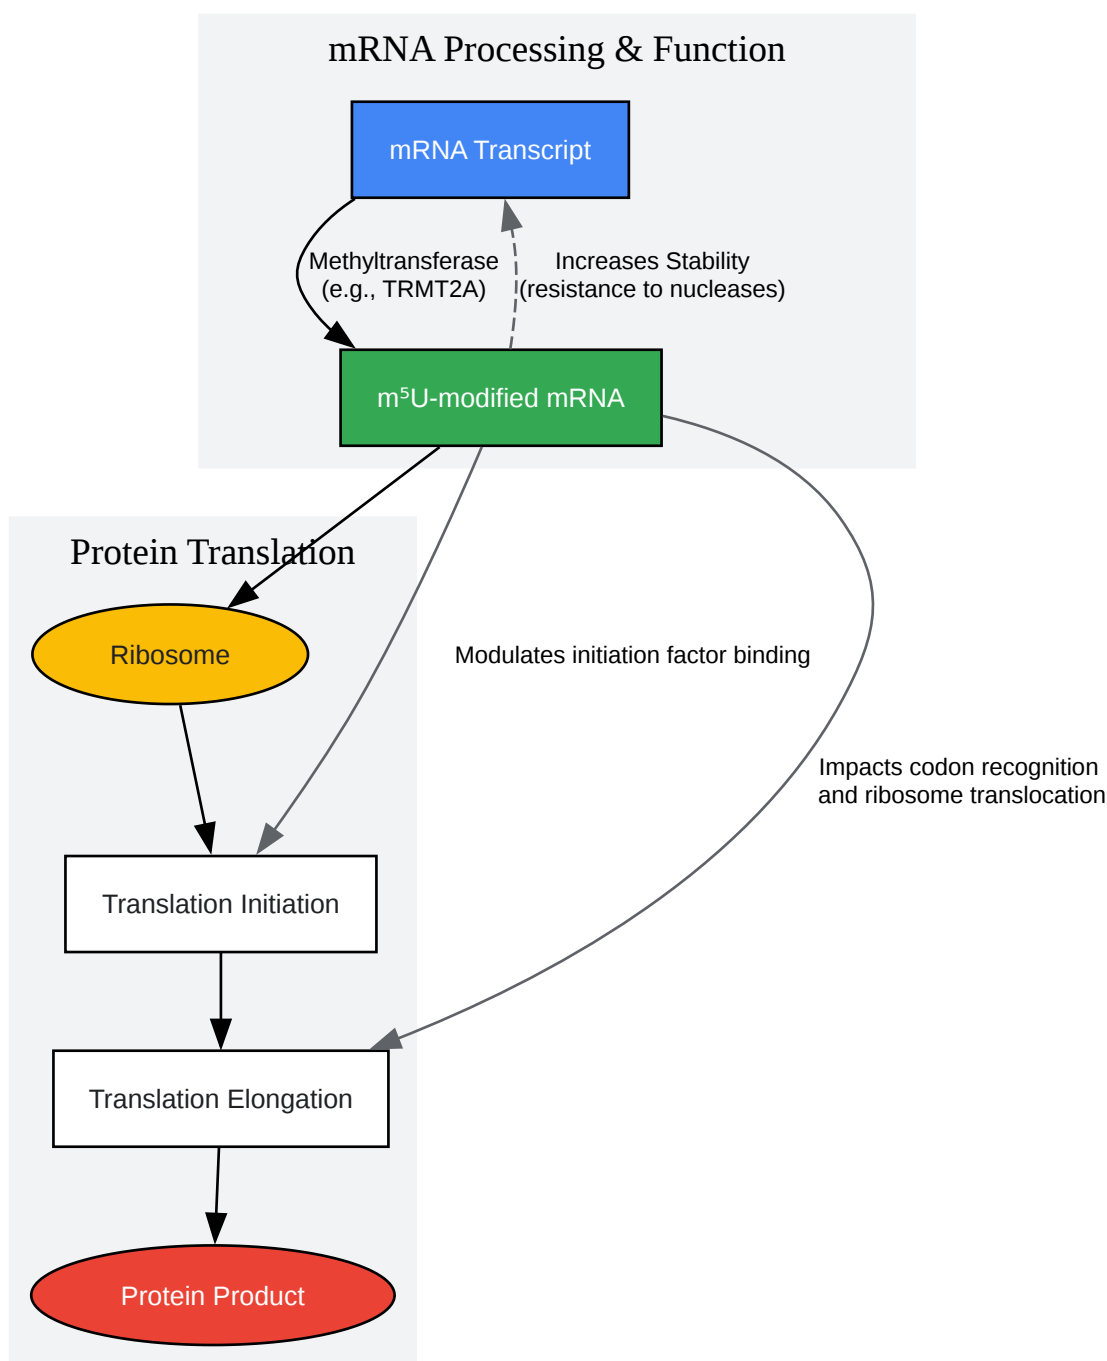 mRNA Processing & Function
mRNA Transcript
Methyltransferase
(e.g., TRMT2A)
Increases Stability
(resistance to nucleases)
m⁵U-modified mRNA
Protein Translation
Ribosome
Modulates initiation factor binding
Impacts codon recognition
and ribosome translocation
Translation Initiation
Translation Elongation
Protein Product